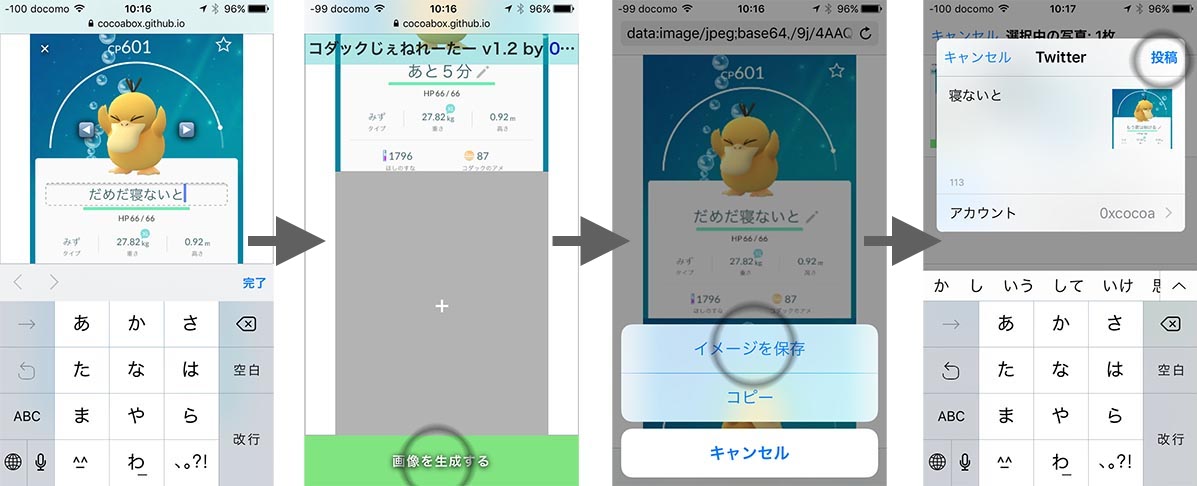 -100 docomo 10:16 96%
cocoabox.github.io
×
CP601
だめだ寝ないと
HP66/66
みず
タイプ
27.82kg
重さ
0.92m
高さ
完了
→ あ か さ
た な は 空白
ABC ま や ら
改行
^^ わ_ 、。?!
-99 docomo 10:16 96%
cocoabox.github.io
コダックじぇねれーたー v1.2 by 0…
あと5分
HP66/66
みず
タイプ
27.82kg
重さ
0.92m
高さ
1796
ほしのすな
87
コダックのアメ
+
画像を生成する
-99 docomo 10:16 96%
data:image/jpeg;base64,/9j/4AAQ
CP601
だめだ寝ないと
HP66/66
みず
タイプ
27.82kg
重さ
0.92m
高さ
1796
87
イメージを保存
コピー
キャンセル
-100 docomo 10:17 96%
キャンセル 選択中の写真: 1枚
キャンセル Twitter 投稿
寝ないと
113
アカウント 0xcocoa
か し いう して いけ
→ あ か さ
た な は 空白
ABC ま や ら
改行
^^ わ_ 、。?!